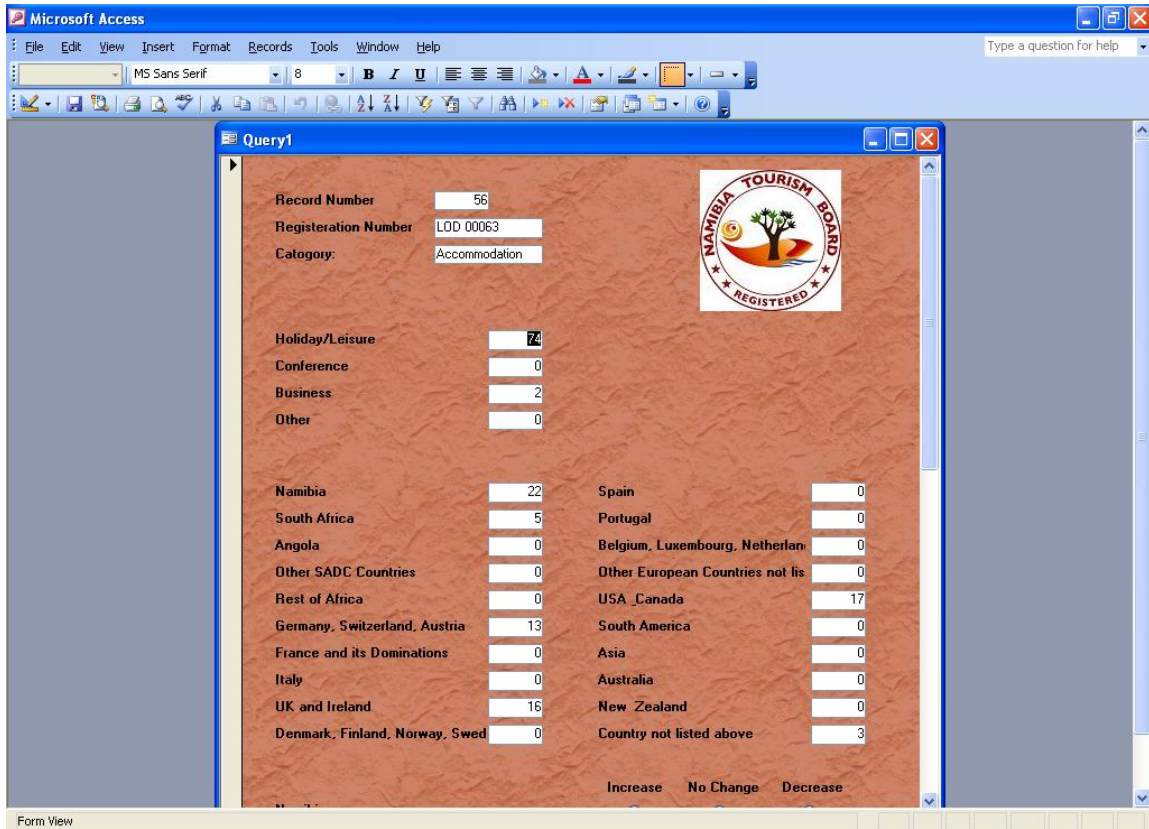 Microsoft Access
File Edit View Insert Format Records Tools Window Help
Type a question for help
MS Sans Serif 8 B I U A
ABC
Query1
Record Number 56
Registeration Number LOD 00063
Catogory: Accommodation
NAMIBIA TOURISM BOARD
REGISTERED
Holiday/Leisure 74
Conference 0
Business 2
Other 0
Namibia 22 Spain 0
South Africa 5 Portugal 0
Angola 0 Belgium, Luxembourg, Netherlan 0
Other SADC Countries 0 Other European Countries not lis 0
Rest of Africa 0 USA _Canada 17
Germany, Switzerland, Austria 13 South America 0
France and its Dominations 0 Asia 0
Italy 0 Australia 0
UK and Ireland 16 New Zealand 0
Denmark, Finland, Norway, Swed 0 Country not listed above 3
Increase No Change Decrease
Form View